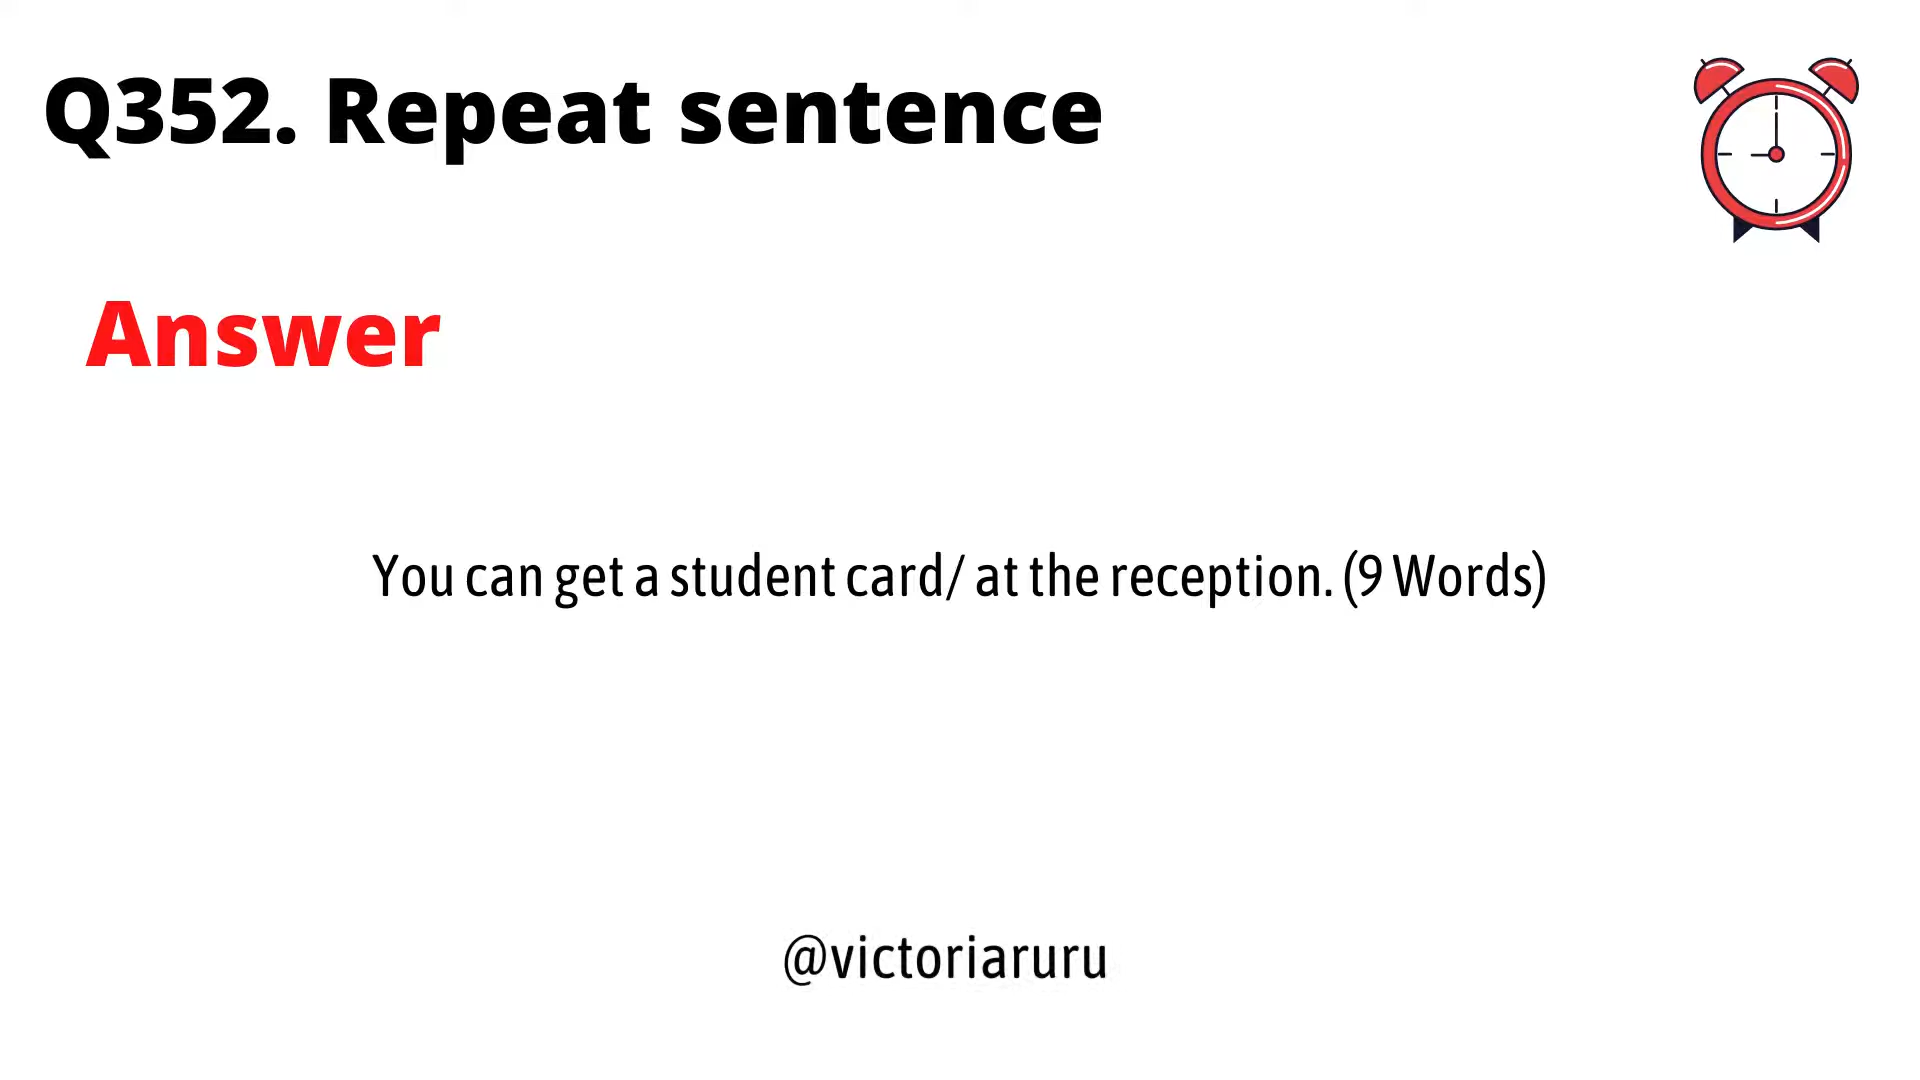 Q352. Repeat sentence
Answer
You can get a student card/ at the reception. (9 Words)
@victoriaruru